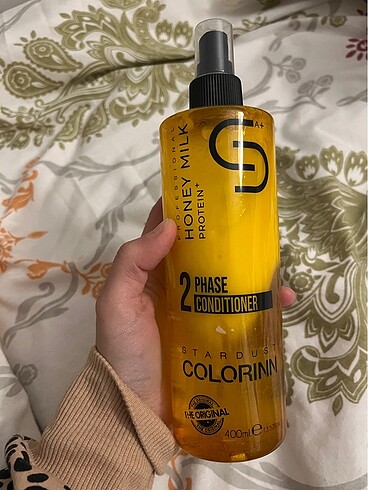 A+
PROFESSIONAL
HONEY MILK
PROTEIN+
2 PHASE
CONDITIONER
STARDUST
COLORINN
THE ORIGINAL
400ml e